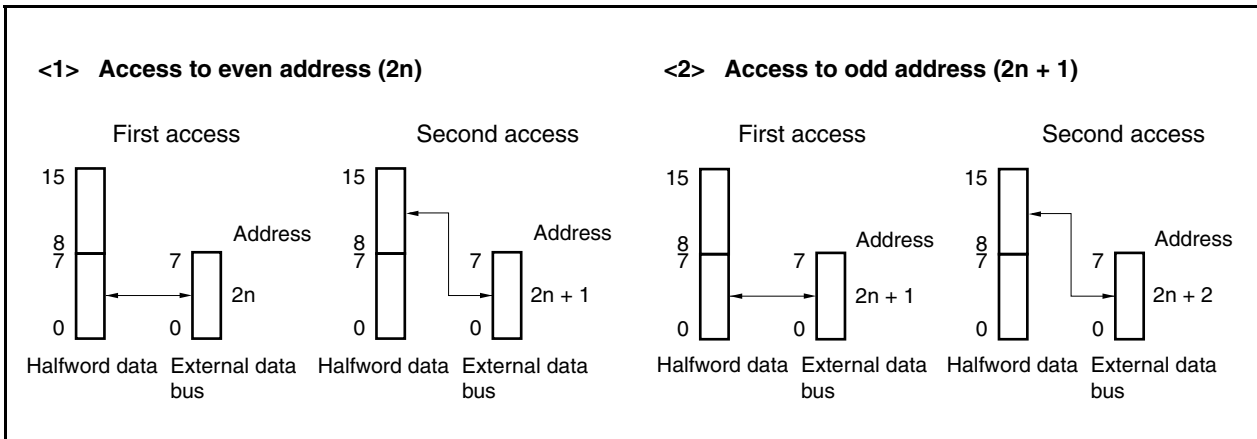 <1> Access to even address (2n)
First access
15
8
7
0
7
0
Address
2n
Halfword data
External data
bus
Second access
15
8
7
0
7
0
Address
2n + 1
Halfword data
External data
bus
<2> Access to odd address (2n + 1)
First access
15
8
7
0
7
0
Address
2n + 1
Halfword data
External data
bus
Second access
15
8
7
0
7
0
Address
2n + 2
Halfword data
External data
bus